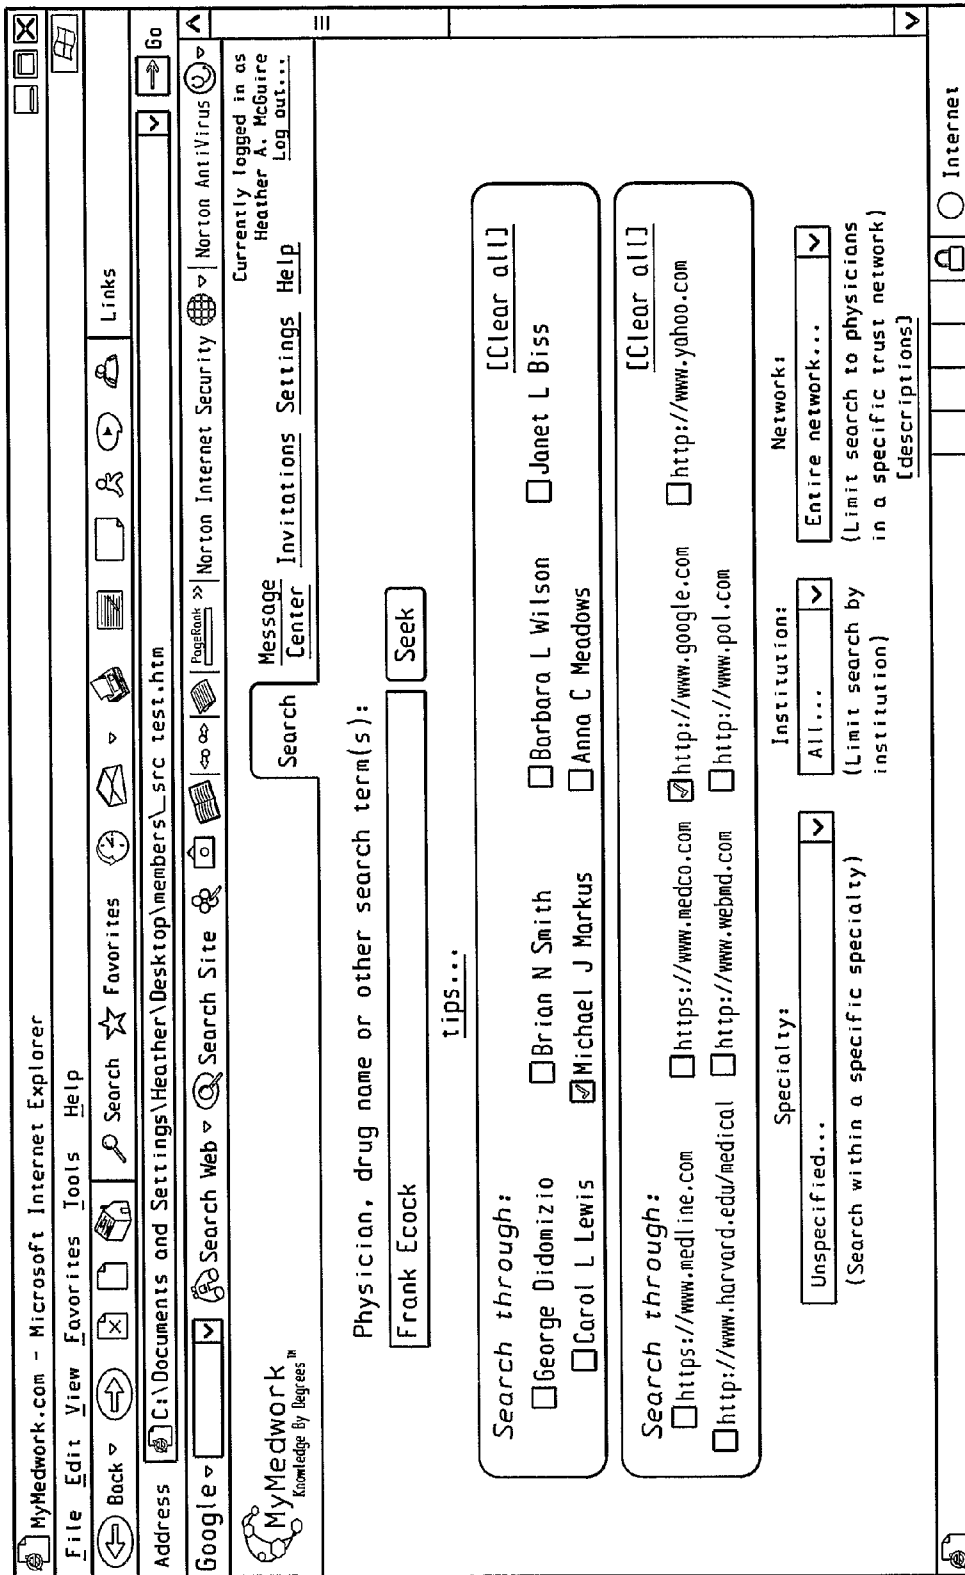 MyMedwork.com - Microsoft Internet Explorer
File Edit View Favorites Tools Help
Back Search Favorites Links
Address C:\Documents and Settings\Heather\Desktop\members\_src test.htm Go
Google Search Web Search Site PageRank >> Norton Internet Security Norton AntiVirus
MyMedwork™
Knowledge By Degrees
Search
Message Center
Invitations
Settings
Help
Currently logged in as
Heather A. McGuire
Log out...
Physician, drug name or other search term(s):
Frank Ecock Seek
tips...
Search through: [Clear all]
George Didomizio Brian N Smith Barbara L Wilson Janet L Biss
Carol L Lewis Michael J Markus Anna C Meadows
Search through: [Clear all]
https://www.medline.com https://www.medco.com http://www.google.com http://www.yahoo.com
http://www.harvard.edu/medical http://www.webmd.com http://www.pol.com
Specialty: Institution: Network:
Unspecified... All... Entire network...
(Search within a specific specialty)
(Limit search by
institution)
(Limit search to physicians
in a specific trust network)
[descriptions]
Internet